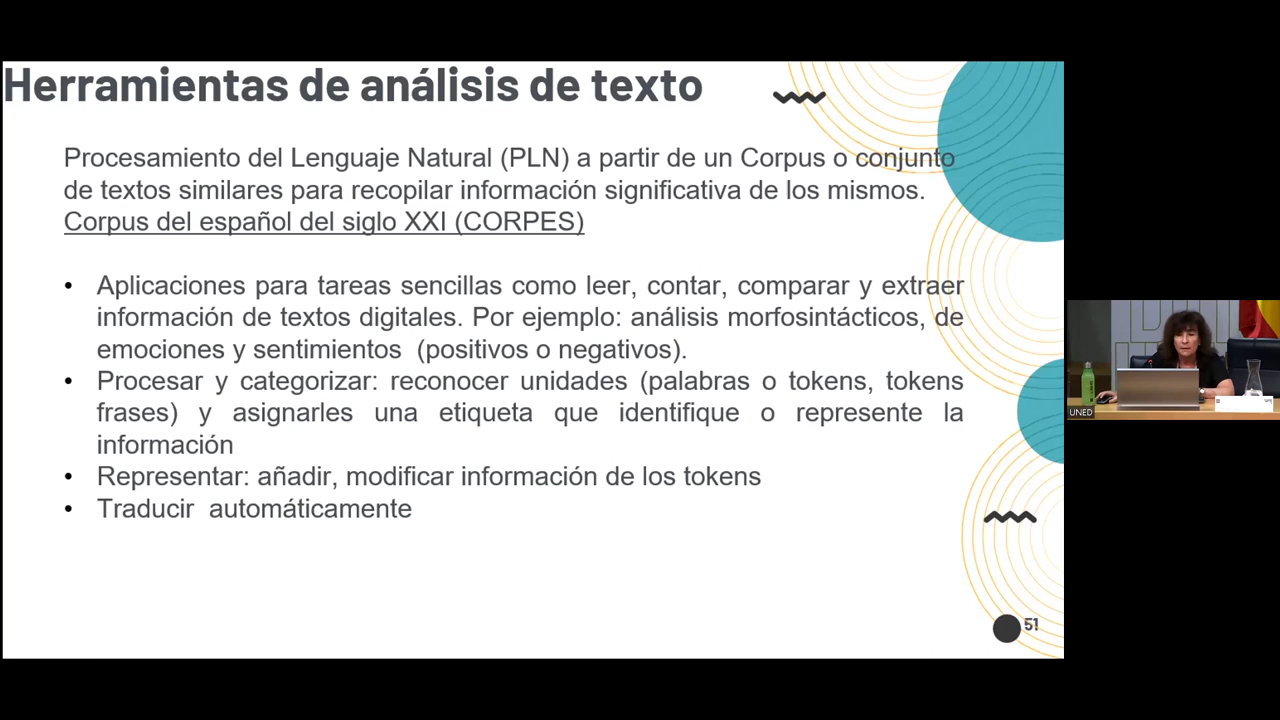 Herramientas de análisis de texto
Procesamiento del Lenguaje Natural (PLN) a partir de un Corpus o conjunto
de textos similares para recopilar información significativa de los mismos.
Corpus del español del siglo XXI (CORPES)
• Aplicaciones para tareas sencillas como leer, contar, comparar y extraer
información de textos digitales. Por ejemplo: análisis morfosintácticos, de
emociones y sentimientos (positivos o negativos).
• Procesar y categorizar: reconocer unidades (palabras o tokens, tokens
frases) y asignarles una etiqueta que identifique o represente la
información
• Representar: añadir, modificar información de los tokens
• Traducir automáticamente
51
UNED